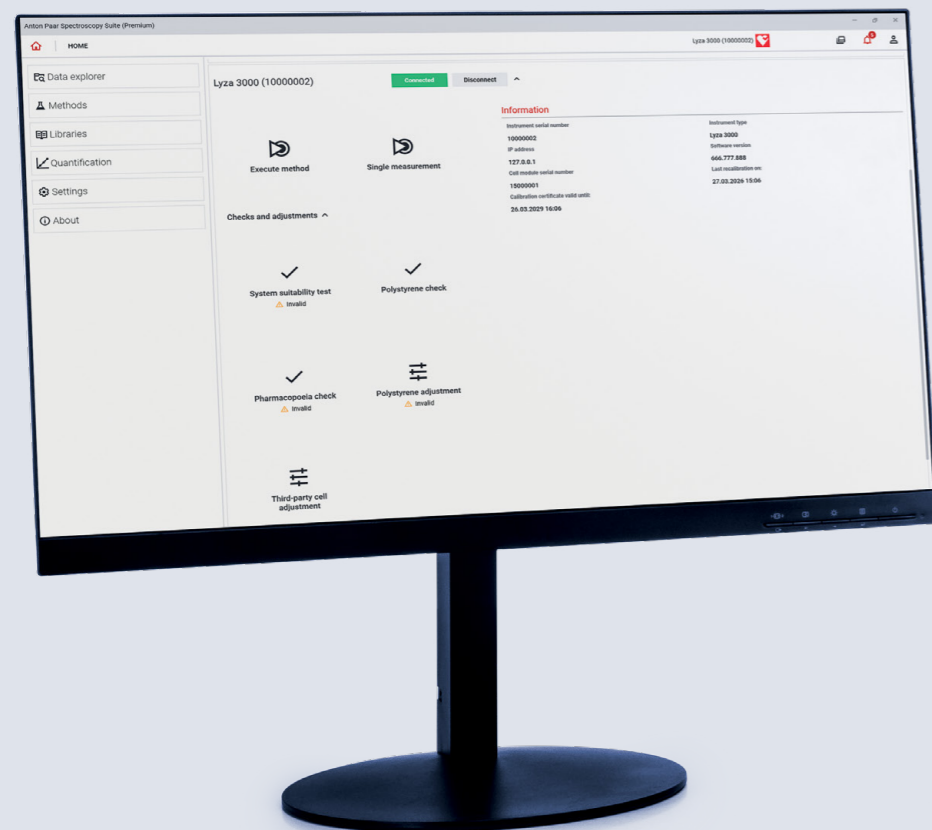 Anton Paar Spectroscopy Suite (Premium)
HOME
Lyza 3000 (10000002)
5
Data explorer
Methods
Libraries
Quantification
Settings
About
Lyza 3000 (10000002)
Connected
Disconnect
Execute method
Single measurement
Checks and adjustments
System suitability test
Invalid
Polystyrene check
Pharmacopoeia check
Invalid
Polystyrene adjustment
Invalid
Third-party cell
adjustment
Information
Instrument serial number
10000002
IP address
127.0.0.1
Cell module serial number
15000001
Calibration certificate valid until:
26.03.2029 16:06
Instrument type
Lyza 3000
Software version
666.777.888
Last recalibration on:
27.03.2026 15:06